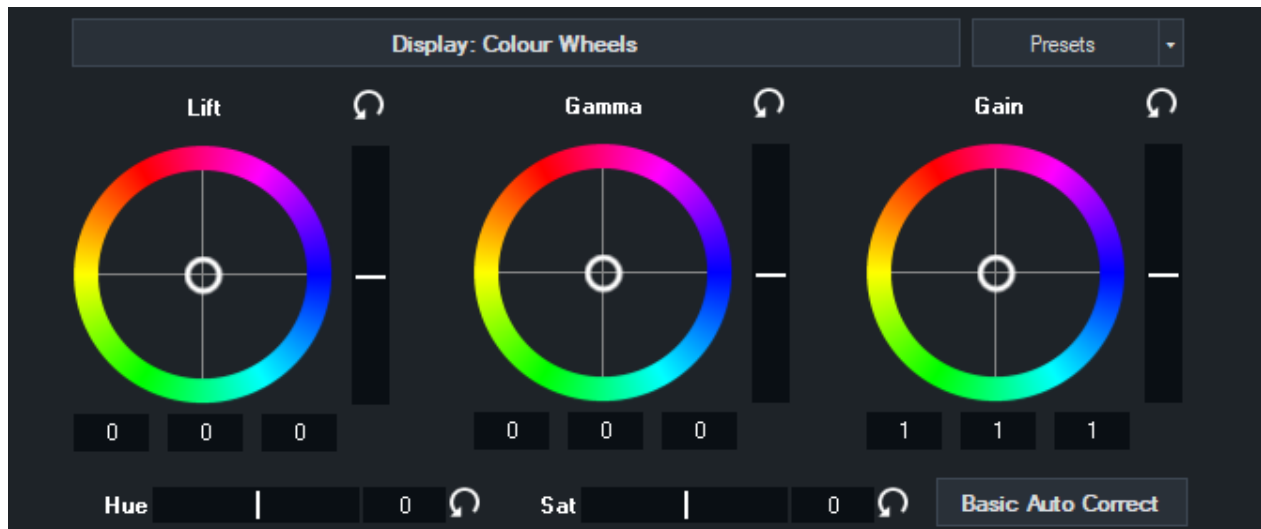 Display: Colour Wheels Presets
Lift Gamma Gain
0 0 0 0 0 0 1 1 1
Hue 0 Sat 0 Basic Auto Correct